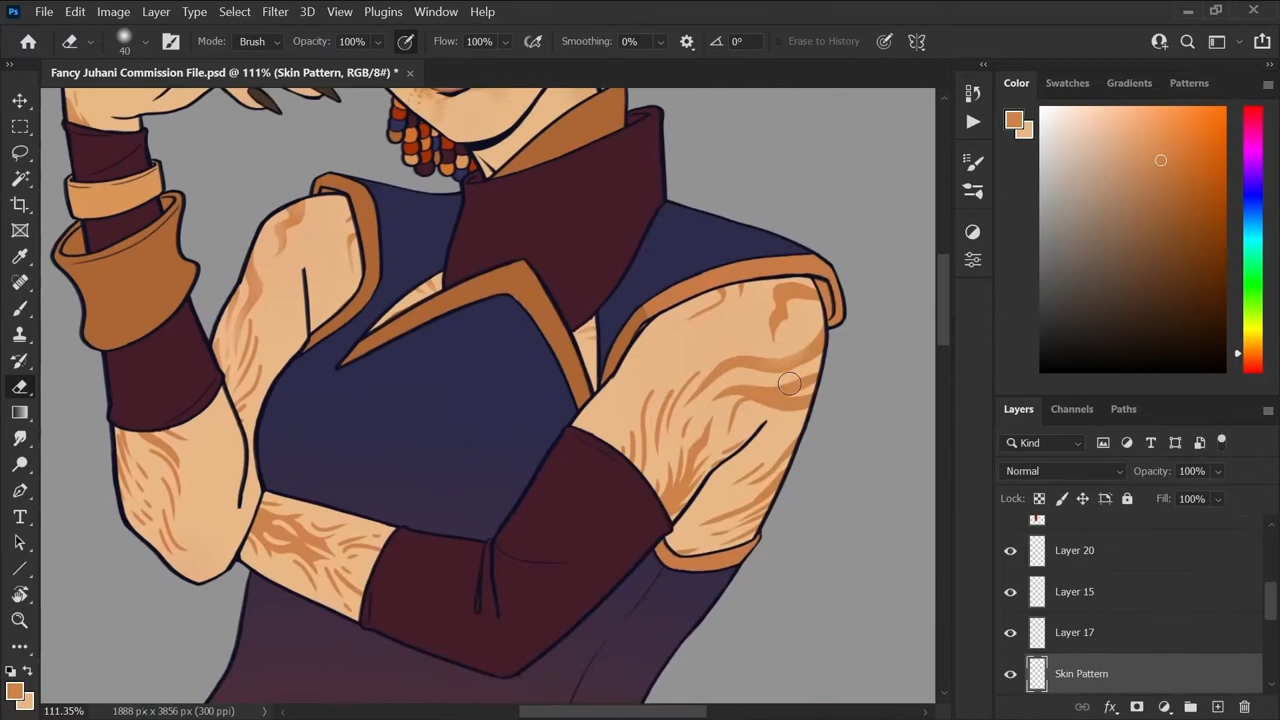 Ps File Edit Image Layer Type Select Filter 3D View Plugins Window Help
40 Mode: Brush Opacity: 100% Flow: 100% Smoothing: 0% 0° Erase to History
Fancy Juhani Commission File.psd @ 111% (Skin Pattern, RGB/8#) *
Color Swatches Gradients Patterns
Layers Channels Paths
Kind
Normal Opacity: 100%
Lock: Fill: 100%
Layer 20
Layer 15
Layer 17
Skin Pattern
111.35% 1888 px x 3856 px (300 ppi)